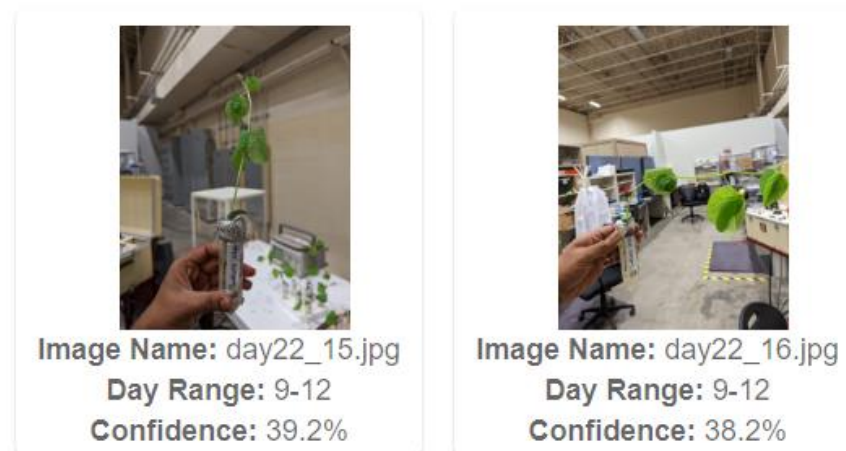 Image Name: day22_15.jpg
Day Range: 9-12
Confidence: 39.2%
Image Name: day22_16.jpg
Day Range: 9-12
Confidence: 38.2%